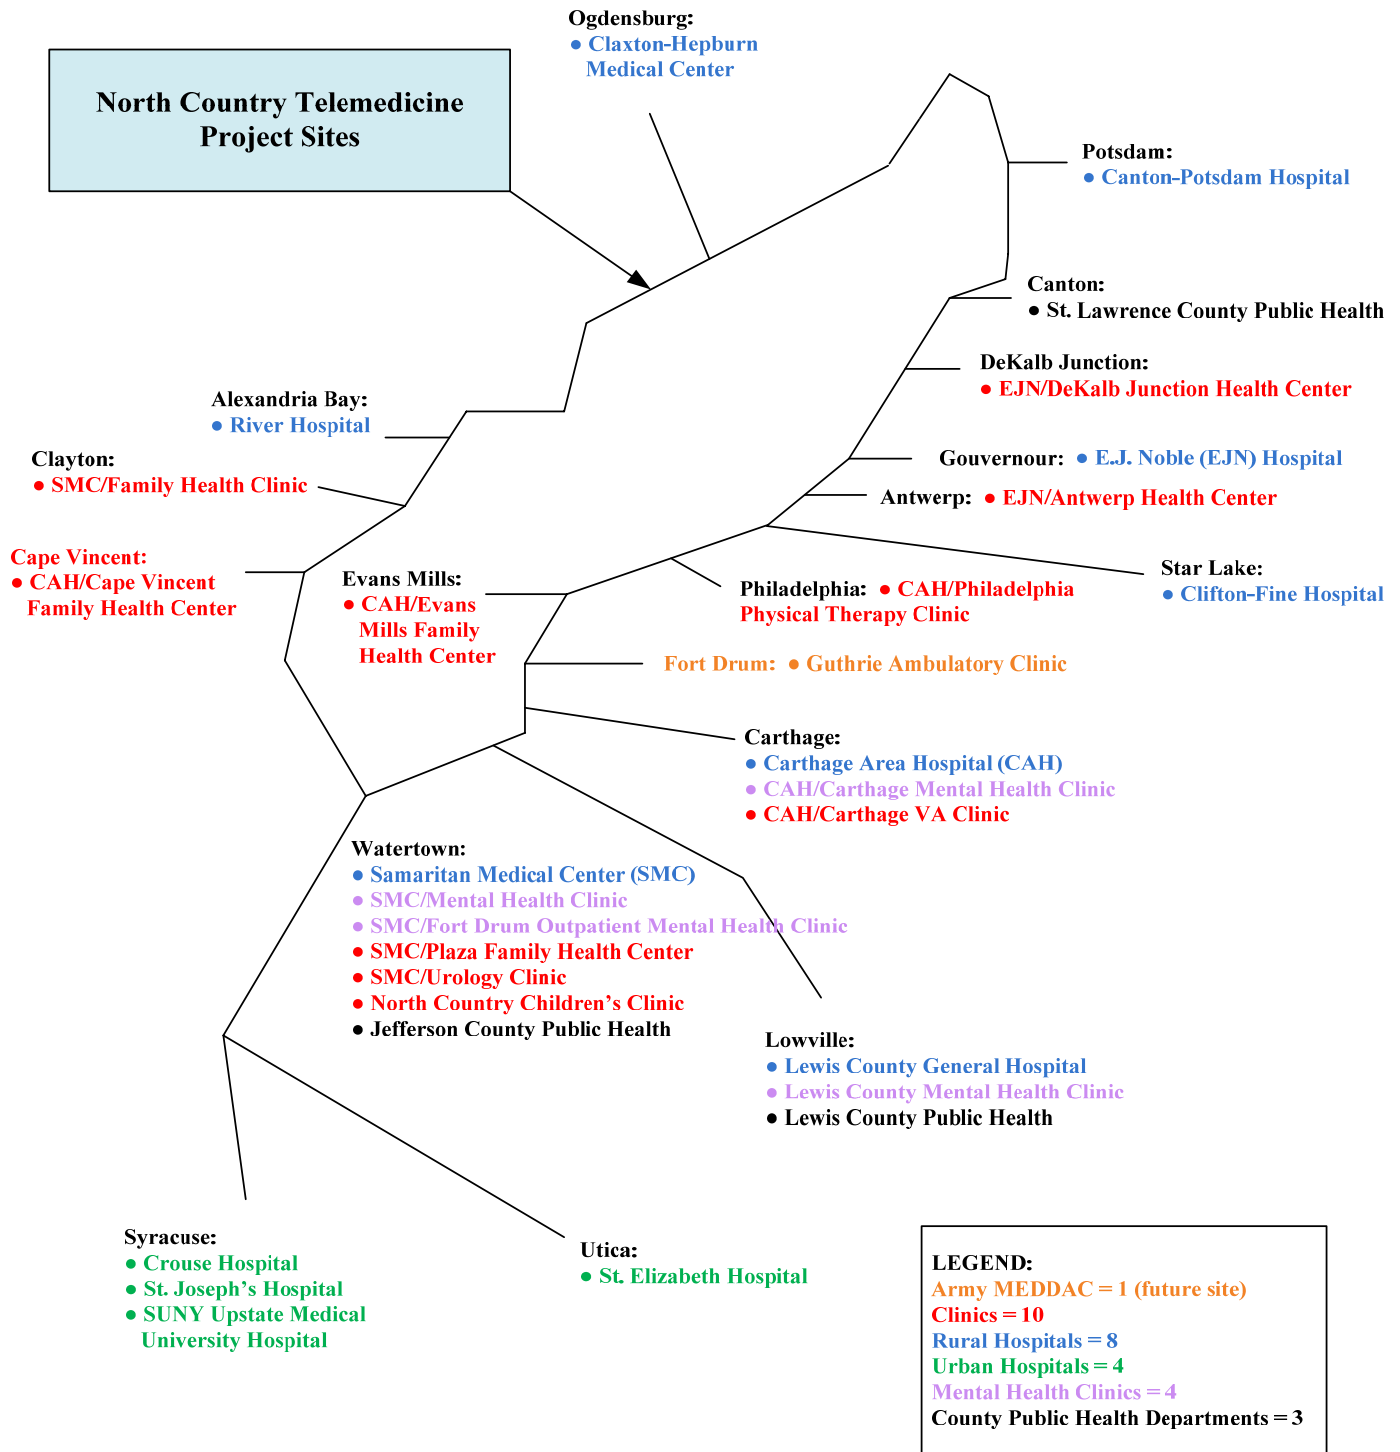 Ogdensburg:
● Claxton-Hepburn
Medical Center
North Country Telemedicine
Project Sites
Potsdam:
● Canton-Potsdam Hospital
Canton:
● St. Lawrence County Public Health
DeKalb Junction:
● EJN/DeKalb Junction Health Center
Alexandria Bay:
● River Hospital
Clayton:
● SMC/Family Health Clinic
Gouvernour: ● E.J. Noble (EJN) Hospital
Antwerp: ● EJN/Antwerp Health Center
Cape Vincent:
● CAH/Cape Vincent
Family Health Center
Evans Mills:
● CAH/Evans
Mills Family
Health Center
Star Lake:
● Clifton-Fine Hospital
Philadelphia: ● CAH/Philadelphia
Physical Therapy Clinic
Fort Drum: ● Guthrie Ambulatory Clinic
Carthage:
● Carthage Area Hospital (CAH)
● CAH/Carthage Mental Health Clinic
● CAH/Carthage VA Clinic
Watertown:
● Samaritan Medical Center (SMC)
● SMC/Mental Health Clinic
● SMC/Fort Drum Outpatient Mental Health Clinic
● SMC/Plaza Family Health Center
● SMC/Urology Clinic
● North Country Children’s Clinic
● Jefferson County Public Health
Lowville:
● Lewis County General Hospital
● Lewis County Mental Health Clinic
● Lewis County Public Health
Syracuse:
● Crouse Hospital
● St. Joseph’s Hospital
● SUNY Upstate Medical
University Hospital
Utica:
● St. Elizabeth Hospital
LEGEND:
Army MEDDAC = 1 (future site)
Clinics = 10
Rural Hospitals = 8
Urban Hospitals = 4
Mental Health Clinics = 4
County Public Health Departments = 3